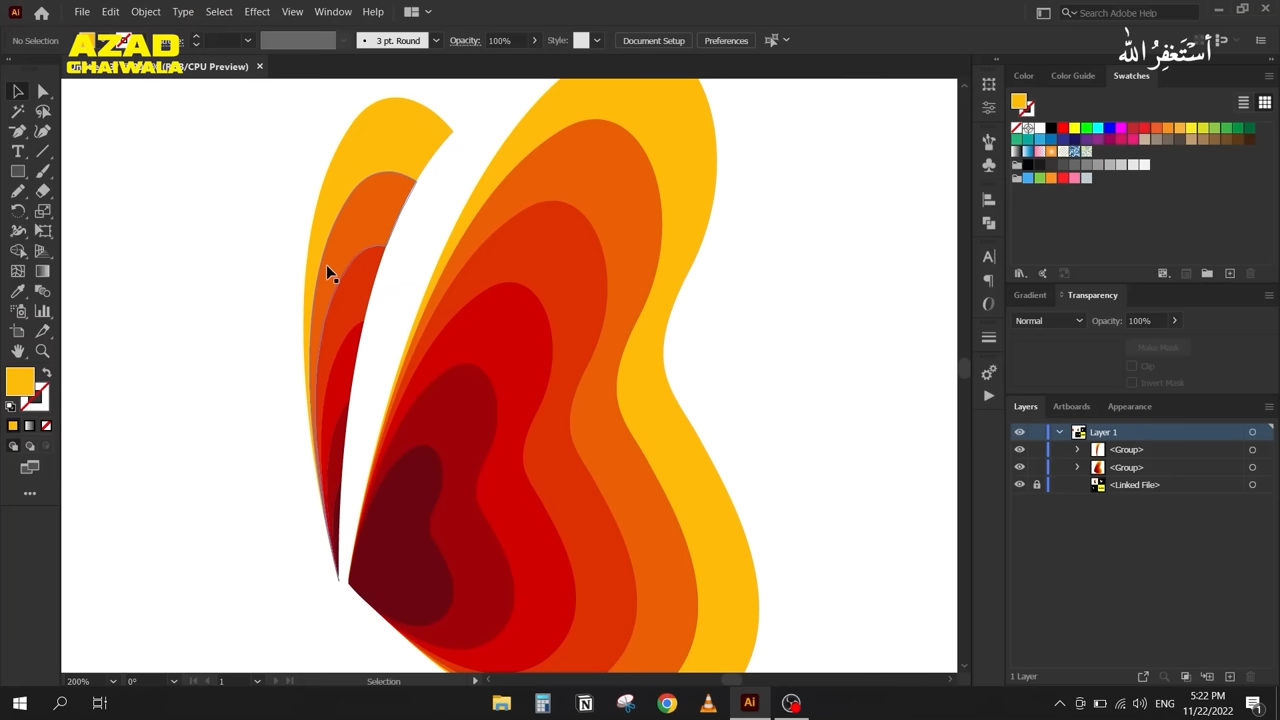 File Edit Object Type Select Effect View Window Help
Search Adobe Help
No Selection
3 pt. Round
Opacity: 100%
Style:
Document Setup
Preferences
AZAD
CHAIWALA
أستغفر الله
(RGB/CPU Preview)
Color
Color Guide
Swatches
Gradient
Transparency
Normal
Opacity: 100%
Make Mask
Clip
Invert Mask
Layers
Artboards
Appearance
Layer 1
<Group>
<Group>
<Linked File>
200%
0°
1
Selection
1 Layer
ENG
5:22 PM
11/22/2022